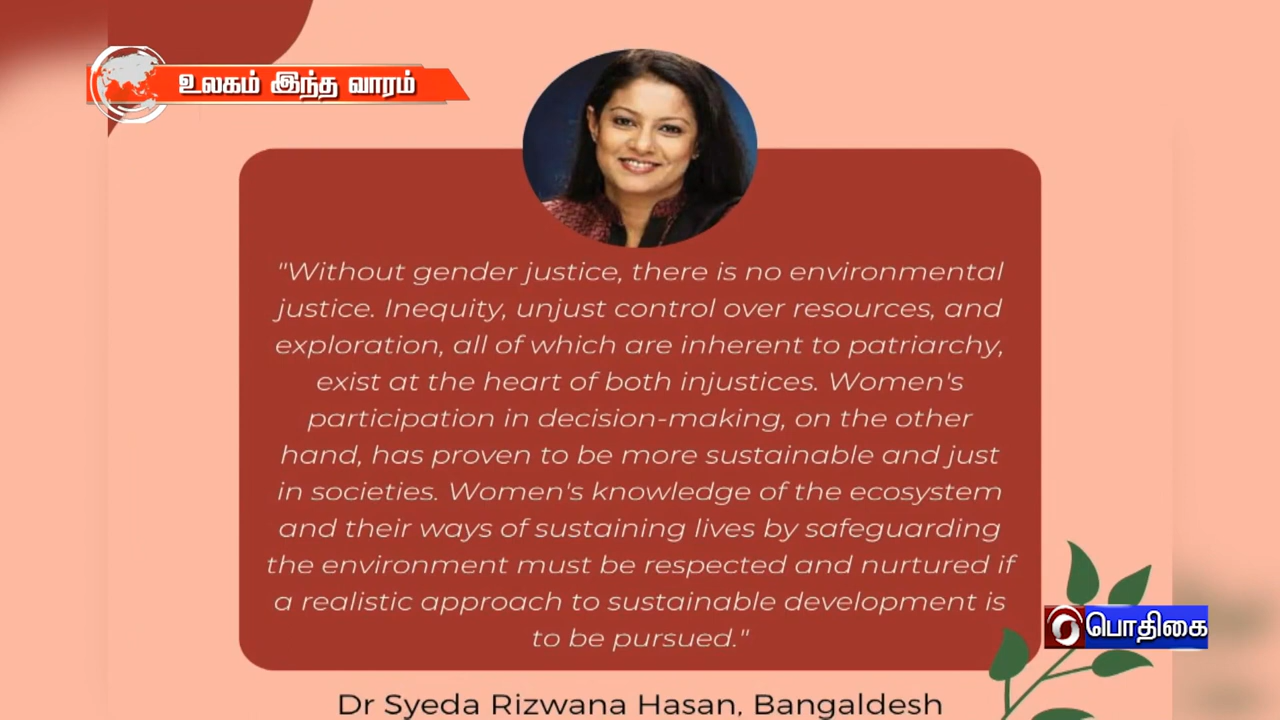 உலகம் இந்த வாரம்
"Without gender justice, there is no environmental
justice. Inequity, unjust control over resources, and
exploration, all of which are inherent to patriarchy,
exist at the heart of both injustices. Women's
participation in decision-making, on the other
hand, has proven to be more sustainable and just
in societies. Women's knowledge of the ecosystem
and their ways of sustaining lives by safeguarding
the environment must be respected and nurtured if
a realistic approach to sustainable development is
to be pursued."
பொதிகை
Dr Syeda Rizwana Hasan, Bangaldesh